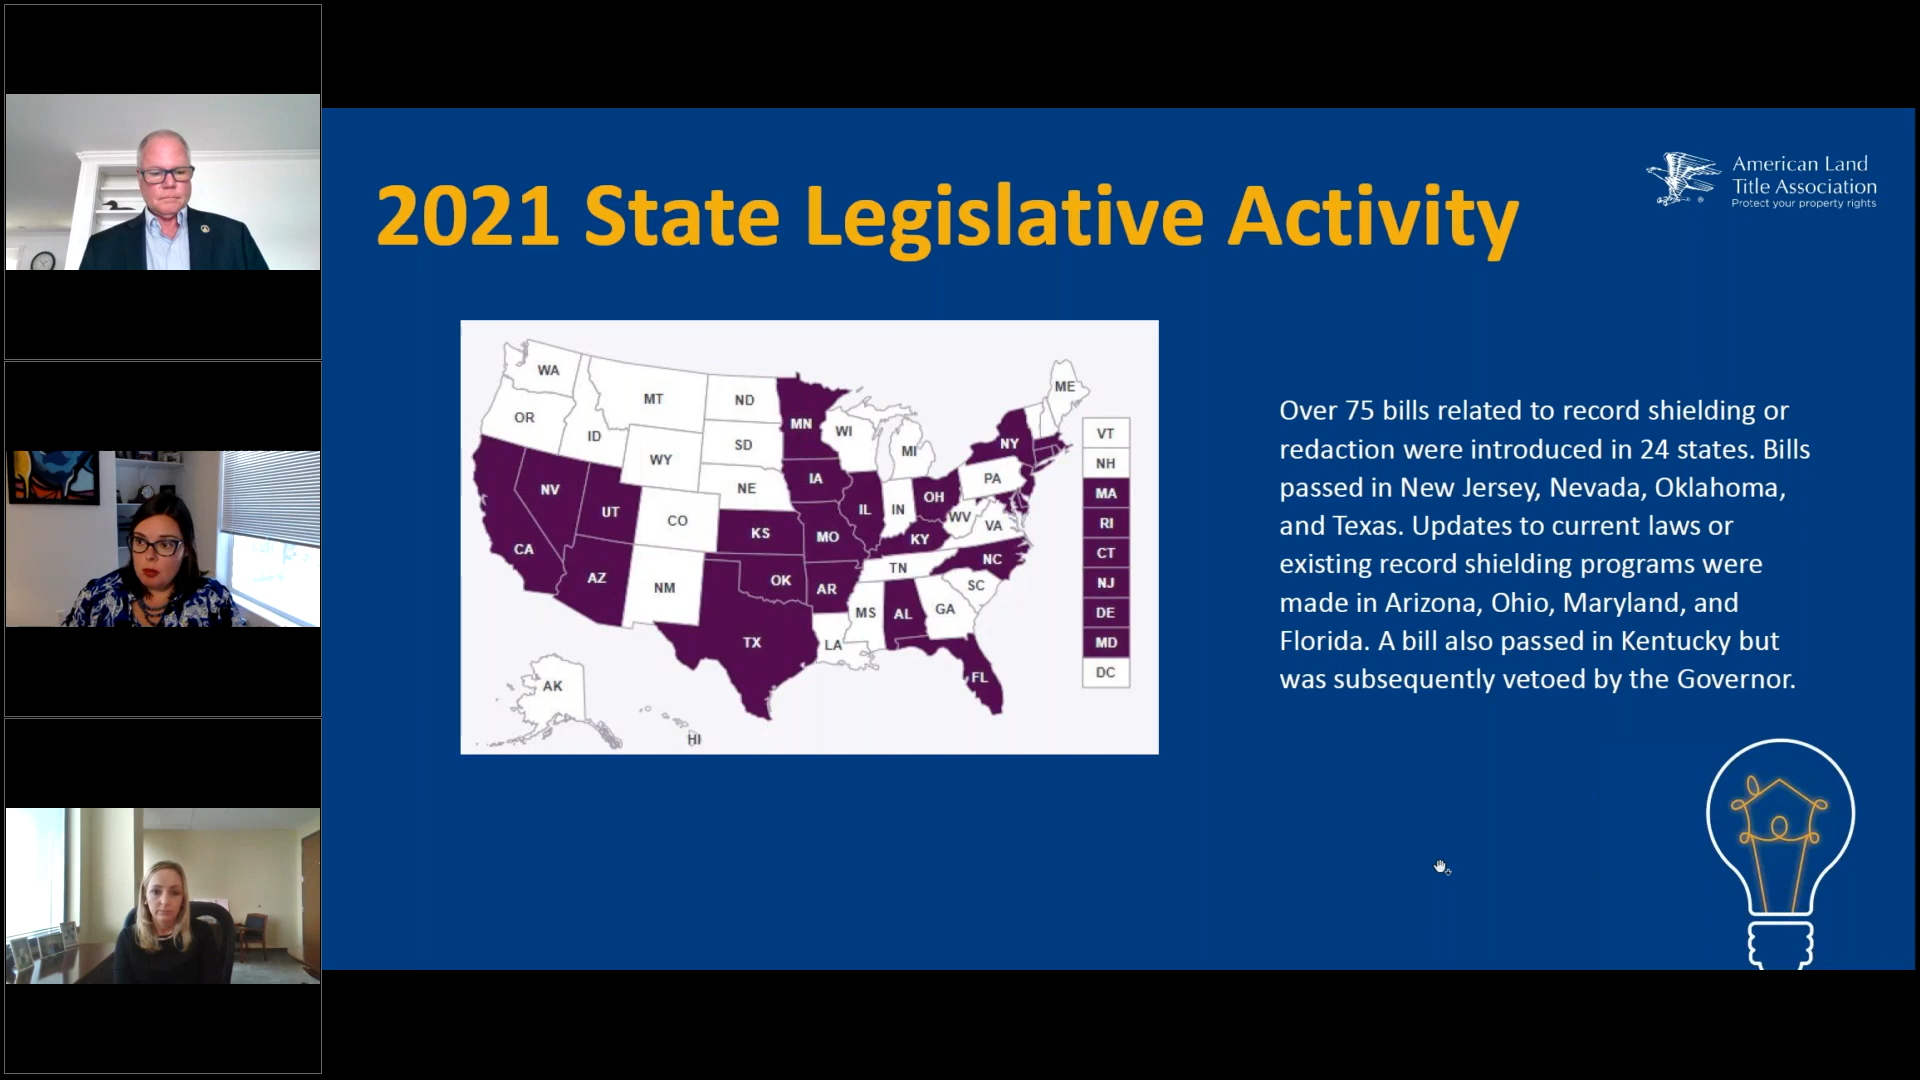 2021 State Legislative Activity
American Land
Title Association
Protect your property rights
WA
OR
CA
NV
ID
MT
WY
UT
AZ
CO
NM
ND
SD
NE
KS
OK
TX
MN
IA
MO
AR
LA
WI
IL
MS
MI
IN
KY
TN
AL
OH
WV
GA
FL
SC
NC
VA
PA
NY
ME
AK
HI
VT
NH
MA
RI
CT
NJ
DE
MD
DC
Over 75 bills related to record shielding or
redaction were introduced in 24 states. Bills
passed in New Jersey, Nevada, Oklahoma,
and Texas. Updates to current laws or
existing record shielding programs were
made in Arizona, Ohio, Maryland, and
Florida. A bill also passed in Kentucky but
was subsequently vetoed by the Governor.